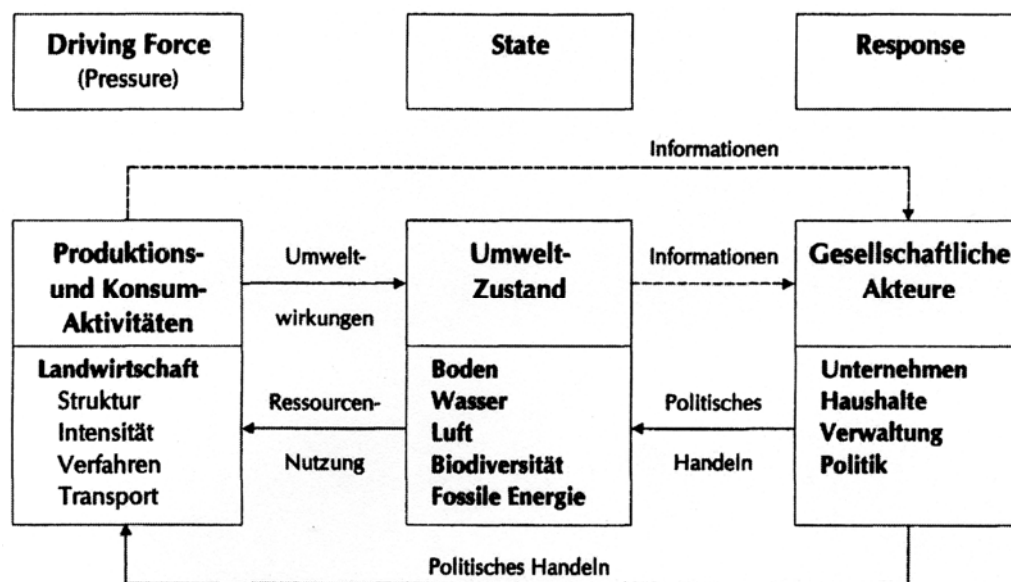 Driving Force
(Pressure)
State
Response
Informationen
Produktions-
und Konsum-
Aktivitäten
Umwelt-
wirkungen
Umwelt-
Zustand
Informationen
Gesellschaftliche
Akteure
Landwirtschaft
Struktur
Intensität
Verfahren
Transport
Ressourcen-
Nutzung
Boden
Wasser
Luft
Biodiversität
Fossile Energie
Politisches
Handeln
Unternehmen
Haushalte
Verwaltung
Politik
Politisches Handeln